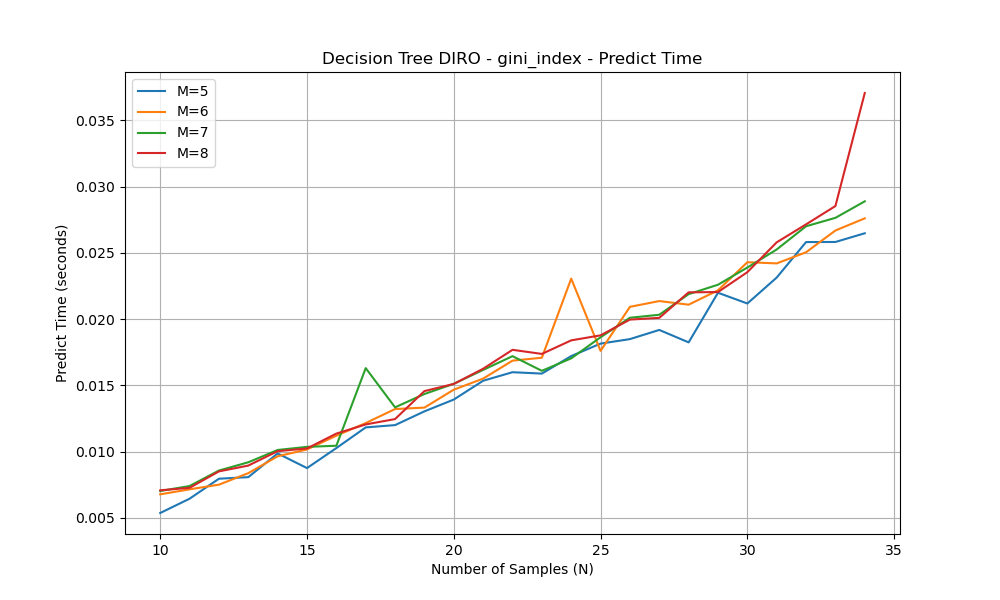 Decision Tree DIRO - gini_index - Predict Time
M=5
M=6
M=7
M=8
Predict Time (seconds)
0.035
0.030
0.025
0.020
0.015
0.010
0.005
10 15 20 25 30 35
Number of Samples (N)